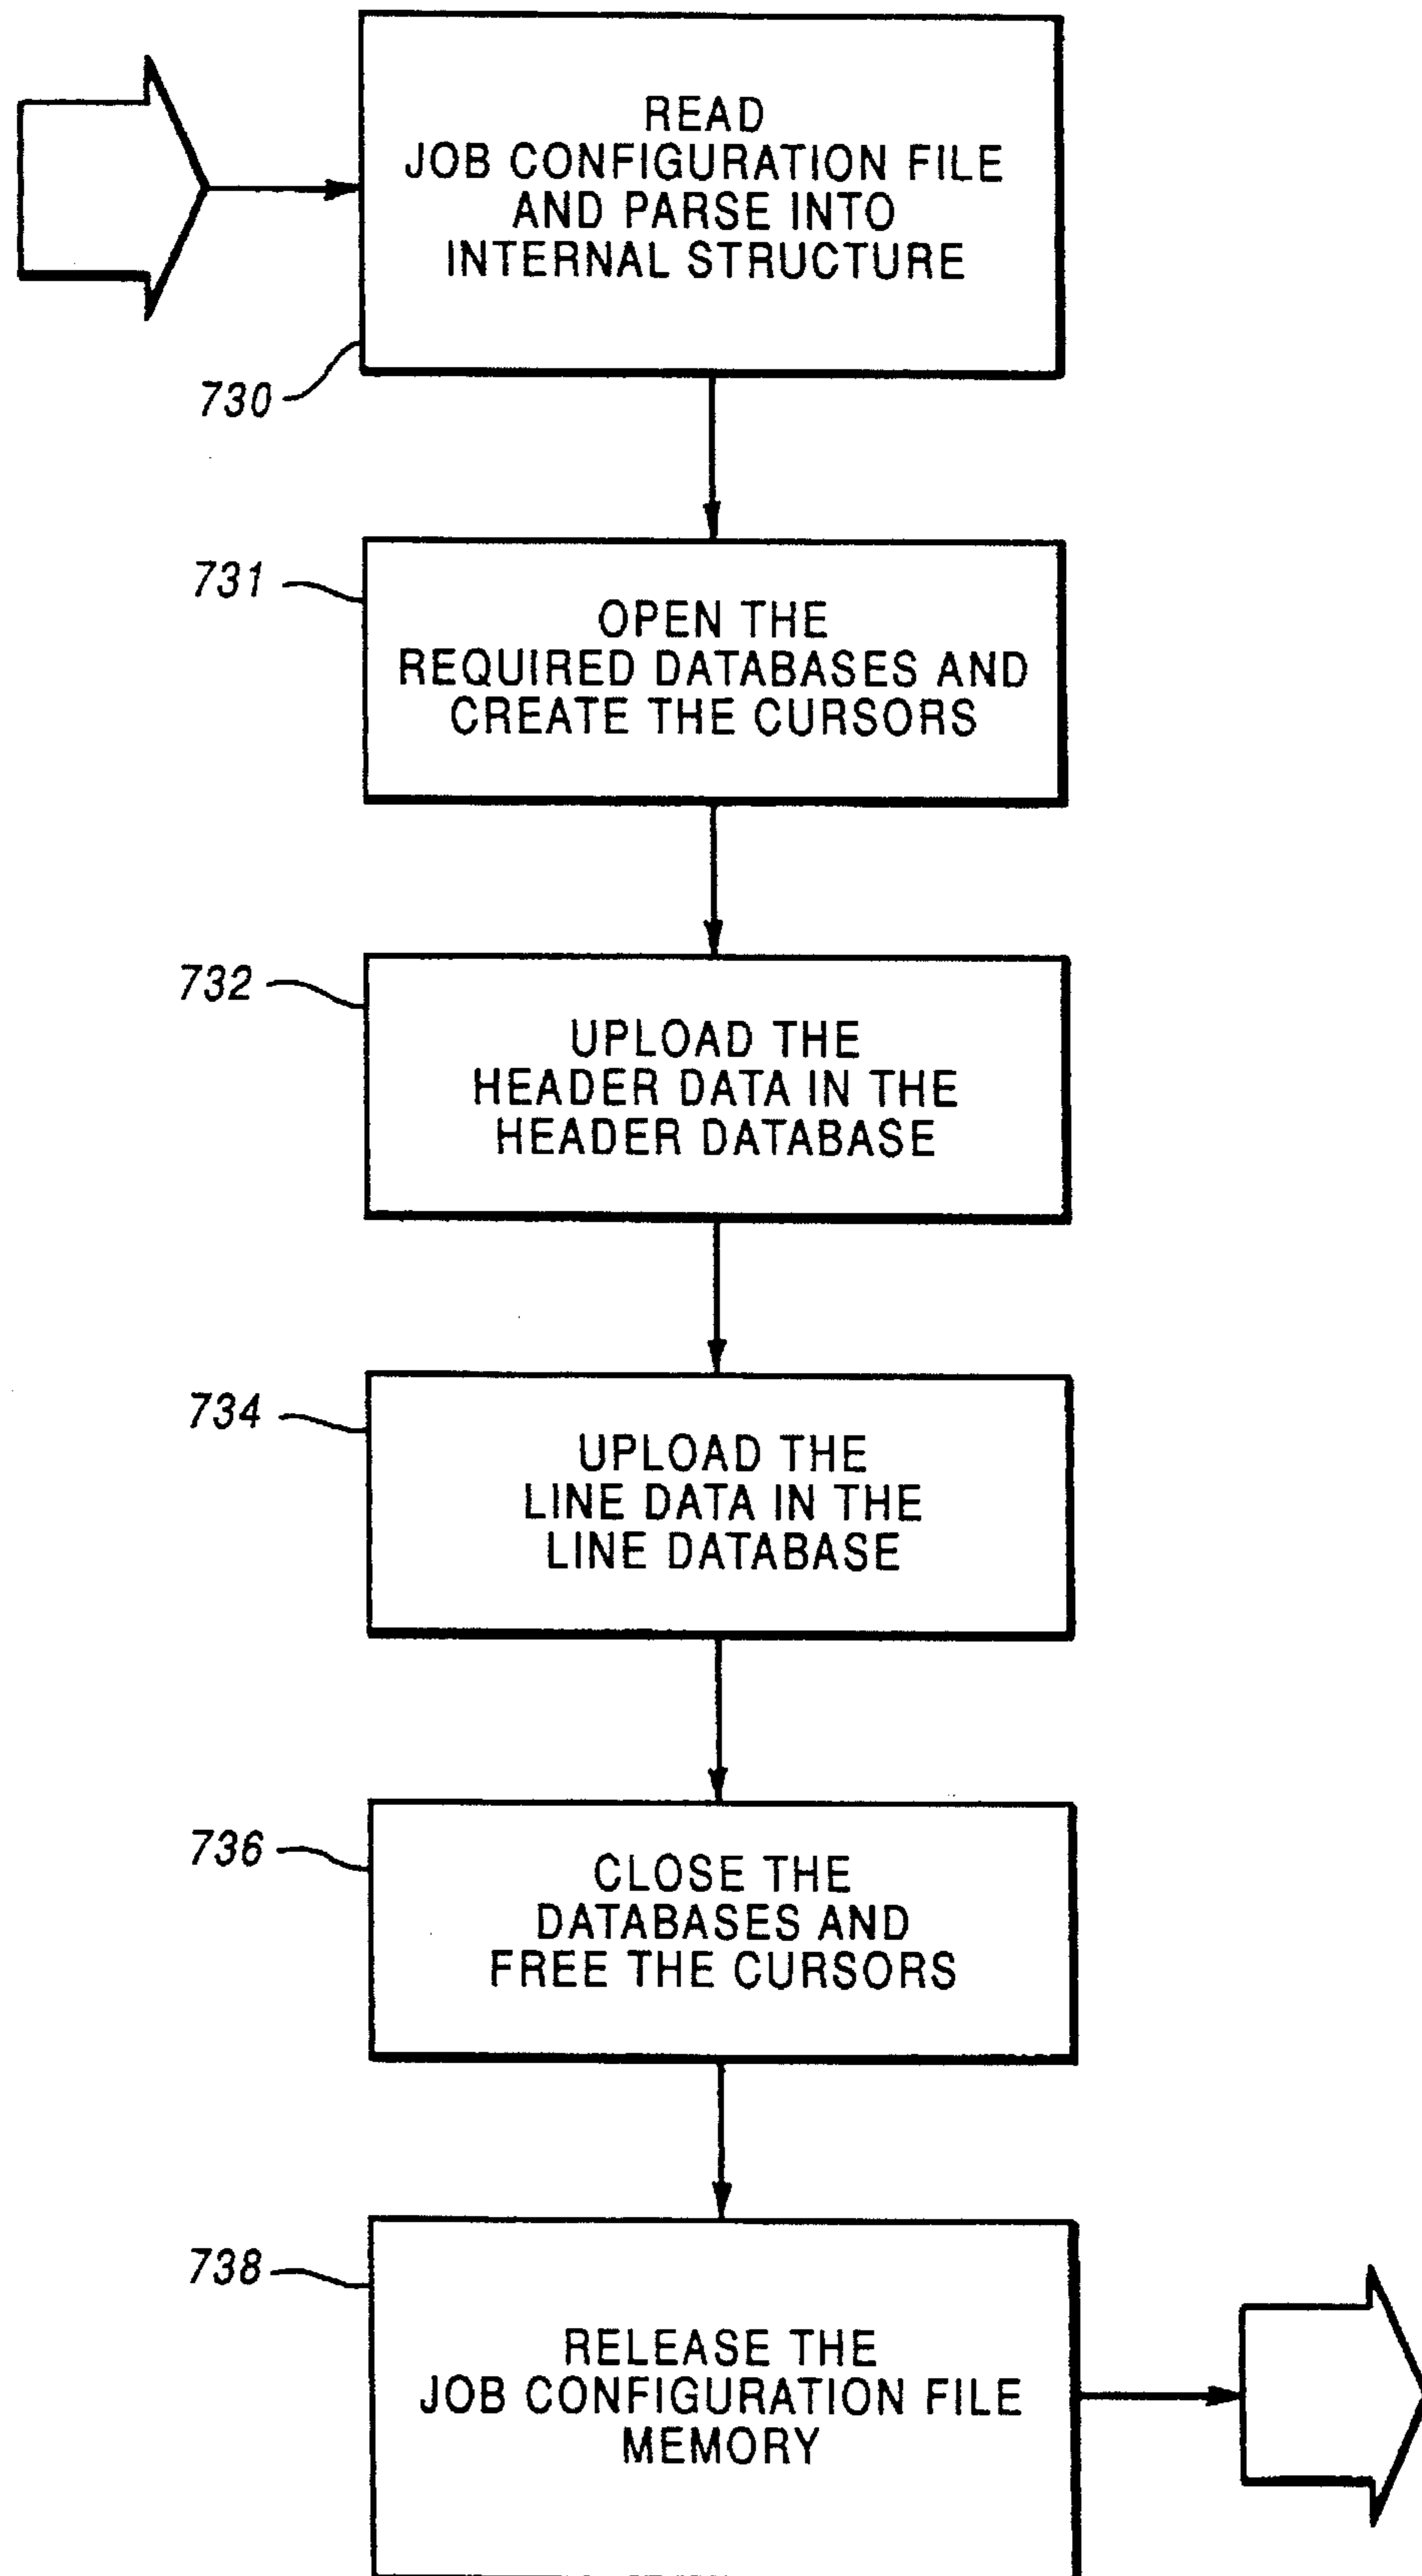 READ
JOB CONFIGURATION FILE
AND PARSE INTO
INTERNAL STRUCTURE
730
731
OPEN THE
REQUIRED DATABASES AND
CREATE THE CURSORS
732
UPLOAD THE
HEADER DATA IN THE
HEADER DATABASE
734
UPLOAD THE
LINE DATA IN THE
LINE DATABASE
736
CLOSE THE
DATABASES AND
FREE THE CURSORS
738
RELEASE THE
JOB CONFIGURATION FILE
MEMORY